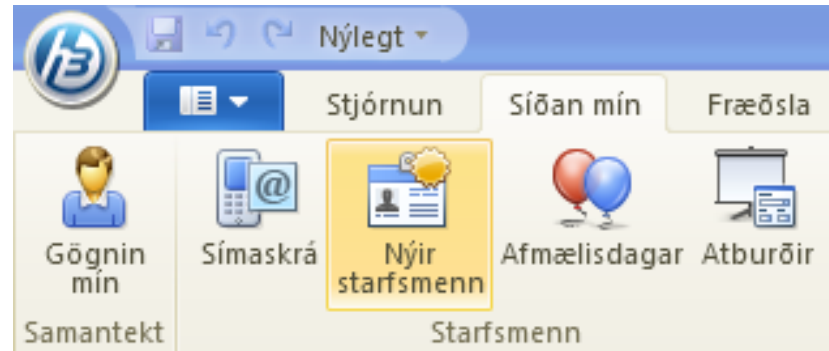 Nýlegt
Stjórnun Síðan mín Fræðsla
Gögnin mín Símaskrá Nýir starfsmenn Afmælisdagar Atburðir
Samantekt Starfsmenn